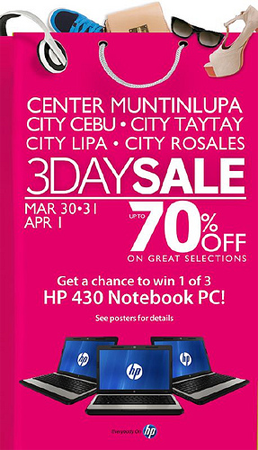 CENTER MUNTINLUPA
CITY CEBU • CITY TAYTAY
CITY LIPA • CITY ROSALES
3DAYSALE
MAR 30•31
APR 1
UP TO 70% OFF
ON GREAT SELECTIONS
Get a chance to win 1 of 3
HP 430 Notebook PC!
See posters for details
hp